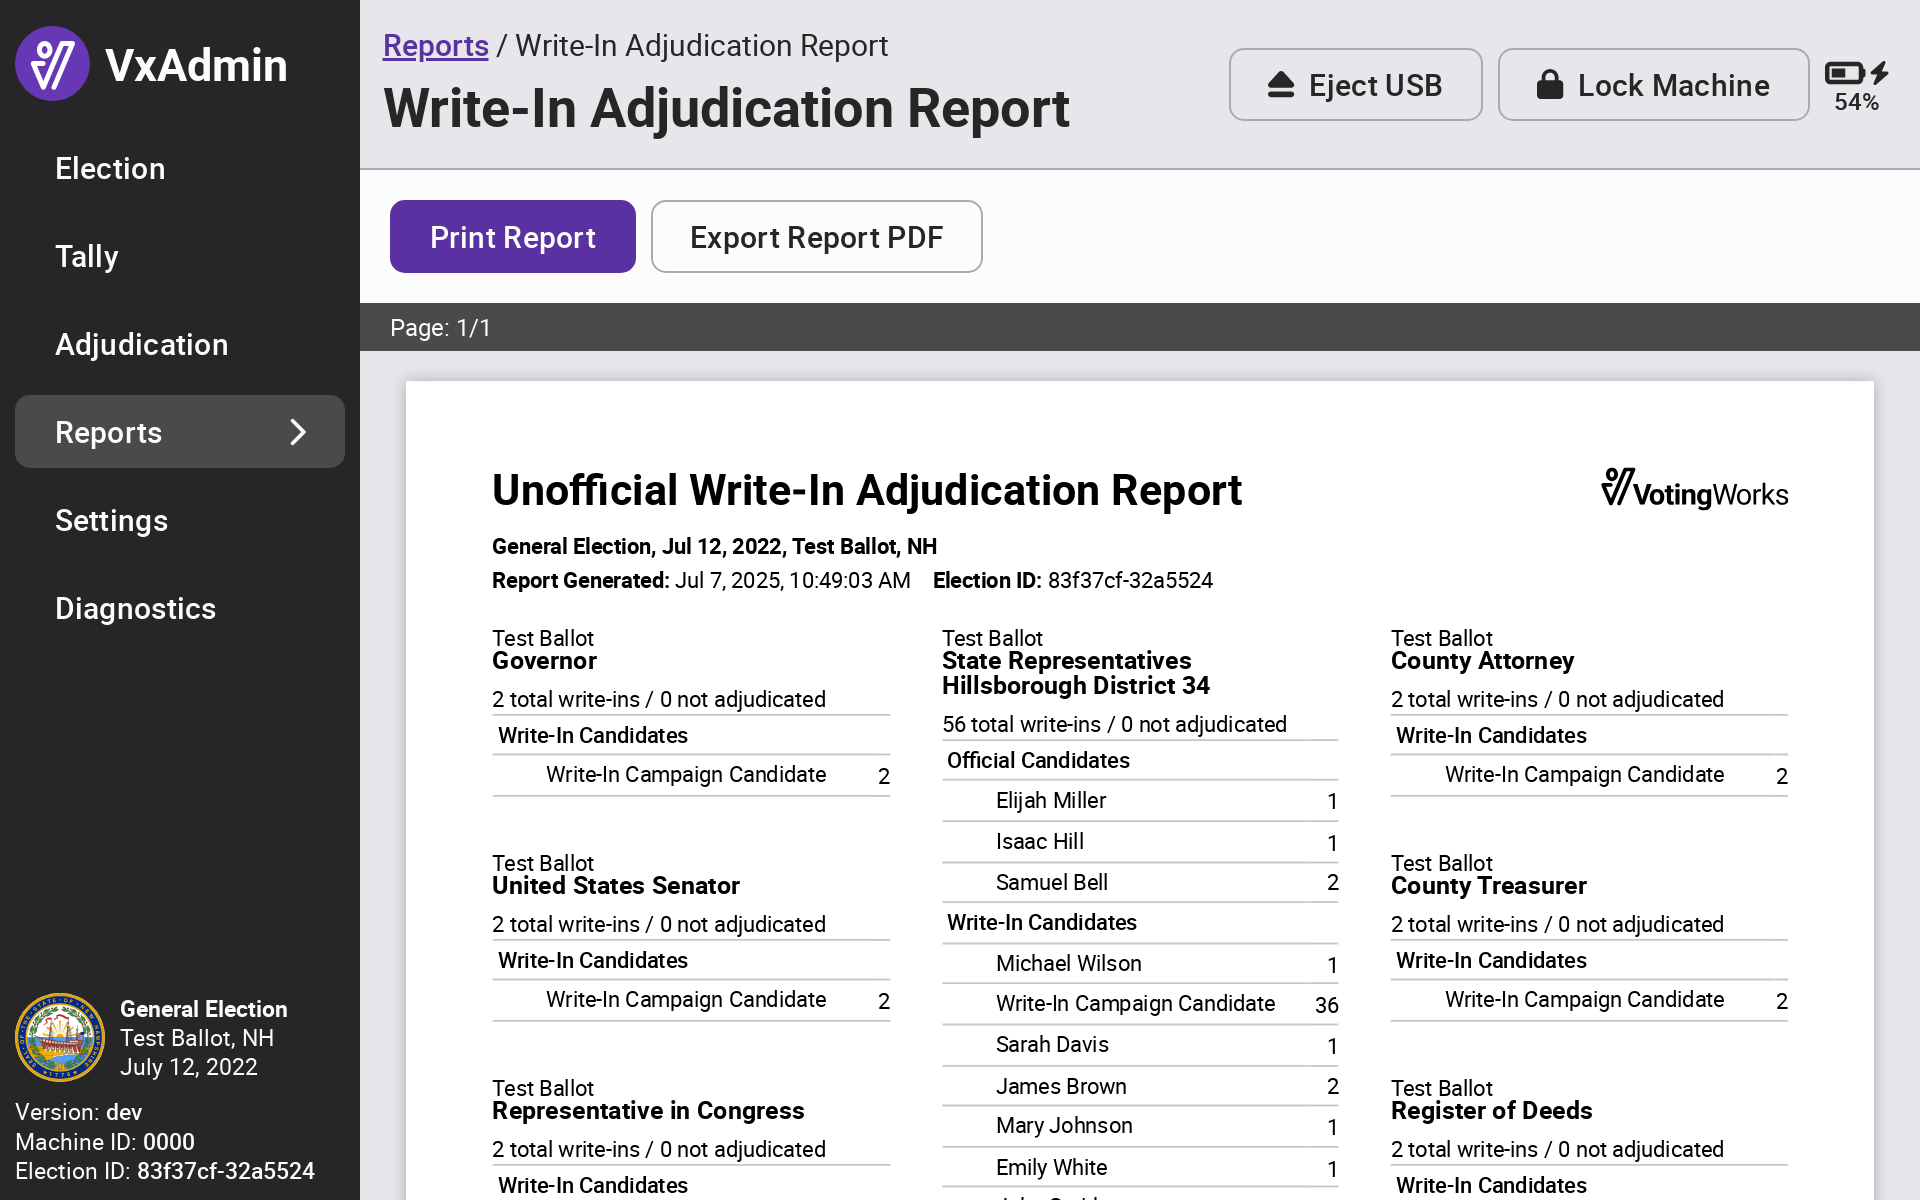 VxAdmin
Election
Tally
Adjudication
Reports
Settings
Diagnostics
General Election
Test Ballot, NH
July 12, 2022
Version: dev
Machine ID: 0000
Election ID: 83f37cf-32a5524
Reports / Write-In Adjudication Report
Write-In Adjudication Report
Eject USB
Lock Machine
54%
Print Report
Export Report PDF
Page: 1/1
Unofficial Write-In Adjudication Report
VotingWorks
General Election, Jul 12, 2022, Test Ballot, NH
Report Generated: Jul 7, 2025, 10:49:03 AM Election ID: 83f37cf-32a5524
Test Ballot
Governor
2 total write-ins / 0 not adjudicated
Write-In Candidates
Write-In Campaign Candidate 2
Test Ballot
United States Senator
2 total write-ins / 0 not adjudicated
Write-In Candidates
Write-In Campaign Candidate 2
Test Ballot
Representative in Congress
2 total write-ins / 0 not adjudicated
Write-In Candidates
Test Ballot
State Representatives
Hillsborough District 34
56 total write-ins / 0 not adjudicated
Official Candidates
Elijah Miller 1
Isaac Hill 1
Samuel Bell 2
Write-In Candidates
Michael Wilson 1
Write-In Campaign Candidate 36
Sarah Davis 1
James Brown 2
Mary Johnson 1
Emily White 1
Test Ballot
County Attorney
2 total write-ins / 0 not adjudicated
Write-In Candidates
Write-In Campaign Candidate 2
Test Ballot
County Treasurer
2 total write-ins / 0 not adjudicated
Write-In Candidates
Write-In Campaign Candidate 2
Test Ballot
Register of Deeds
2 total write-ins / 0 not adjudicated
Write-In Candidates